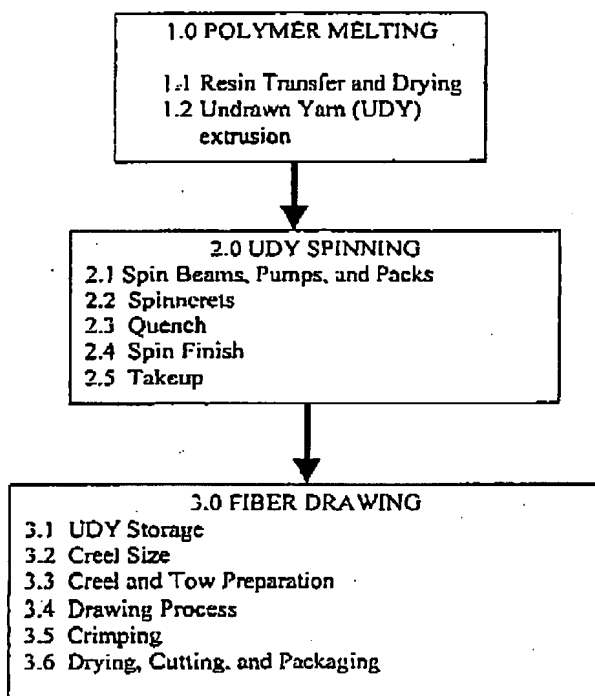 1.0 POLYMER MELTING
1.1 Resin Transfer and Drying
1.2 Undrawn Yarn (UDY)
extrusion
2.0 UDY SPINNING
2.1 Spin Beams, Pumps, and Packs
2.2 Spinnerets
2.3 Quench
2.4 Spin Finish
2.5 Takeup
3.0 FIBER DRAWING
3.1 UDY Storage
3.2 Creel Size
3.3 Creel and Tow Preparation
3.4 Drawing Process
3.5 Crimping
3.6 Drying, Cutting, and Packaging